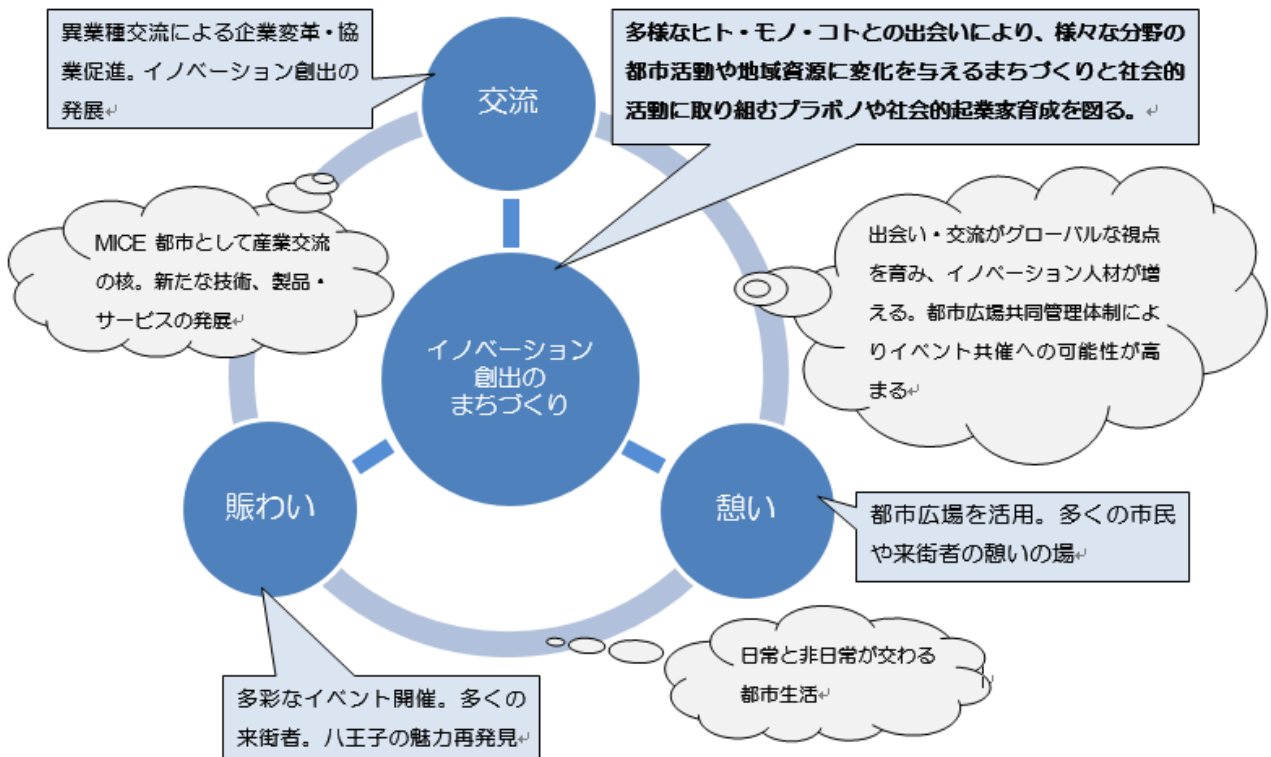 異業種交流による企業変革・協
業促進。イノベーション創出の
発展↵
交流
多様なヒト・モノ・コトとの出会いにより、様々な分野の
都市活動や地域資源に変化を与えるまちづくりと社会的
活動に取り組むプラボノや社会的起業家育成を図る。↵
MICE 都市として産業交流
の核。新たな技術、製品・
サービスの発展↵
出会い・交流がグローバルな視点
を育み、イノベーション人材が増
える。都市広場共同管理体制によ
りイベント共催への可能性が高
まる↵
イノベーション
創出の
まちづくり
賑わい
憩い
都市広場を活用。多くの市民
や来街者の憩いの場↵
日常と非日常が交わる
都市生活↵
多彩なイベント開催。多くの
来街者。八王子の魅力再発見↵